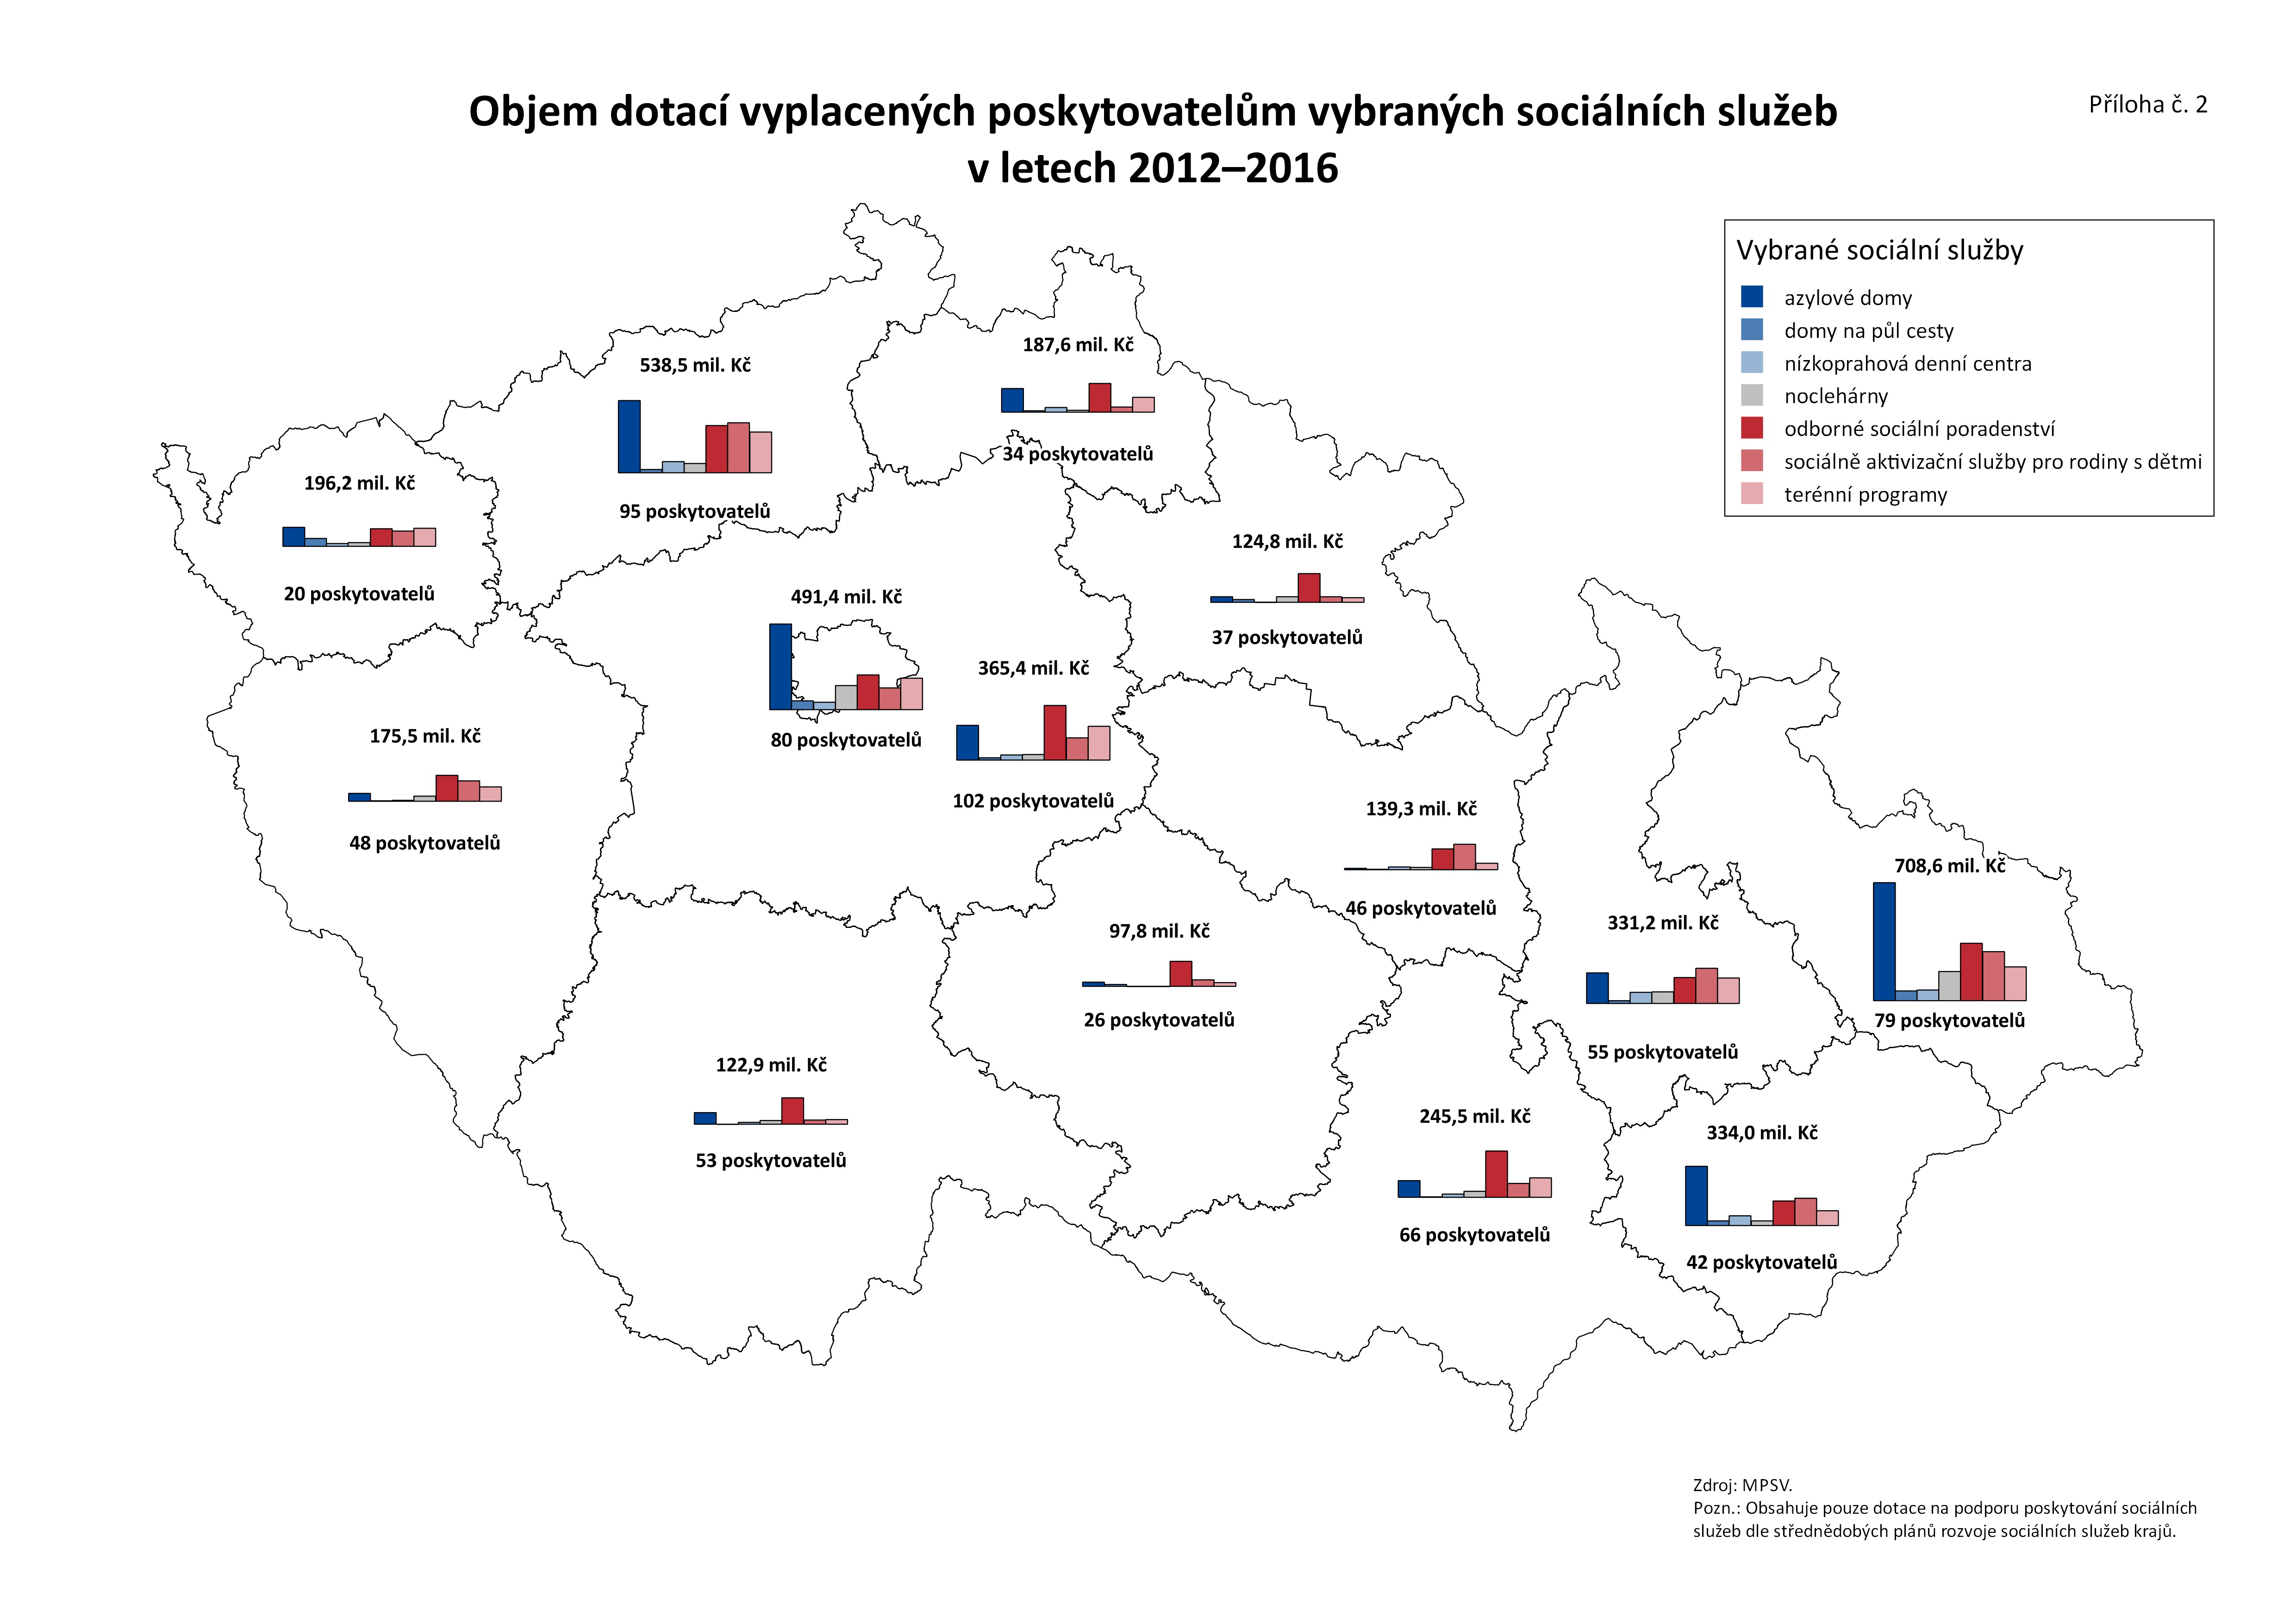 Objem dotací vyplacených poskytovatelům vybraných sociálních služeb
v letech 2012–2016
Příloha č. 2
Vybrané sociální služby
azylové domy
domy na půl cesty
nízkoprahová denní centra
noclehárny
odborné sociální poradenství
sociálně aktivizační služby pro rodiny s dětmi
terénní programy
187,6 mil. Kč
34 poskytovatelů
538,5 mil. Kč
95 poskytovatelů
196,2 mil. Kč
20 poskytovatelů
124,8 mil. Kč
37 poskytovatelů
491,4 mil. Kč
80 poskytovatelů
365,4 mil. Kč
102 poskytovatelů
175,5 mil. Kč
48 poskytovatelů
139,3 mil. Kč
46 poskytovatelů
708,6 mil. Kč
79 poskytovatelů
331,2 mil. Kč
55 poskytovatelů
97,8 mil. Kč
26 poskytovatelů
122,9 mil. Kč
53 poskytovatelů
245,5 mil. Kč
66 poskytovatelů
334,0 mil. Kč
42 poskytovatelů
Zdroj: MPSV.
Pozn.: Obsahuje pouze dotace na podporu poskytování sociálních
služeb dle střednědobých plánů rozvoje sociálních služeb krajů.